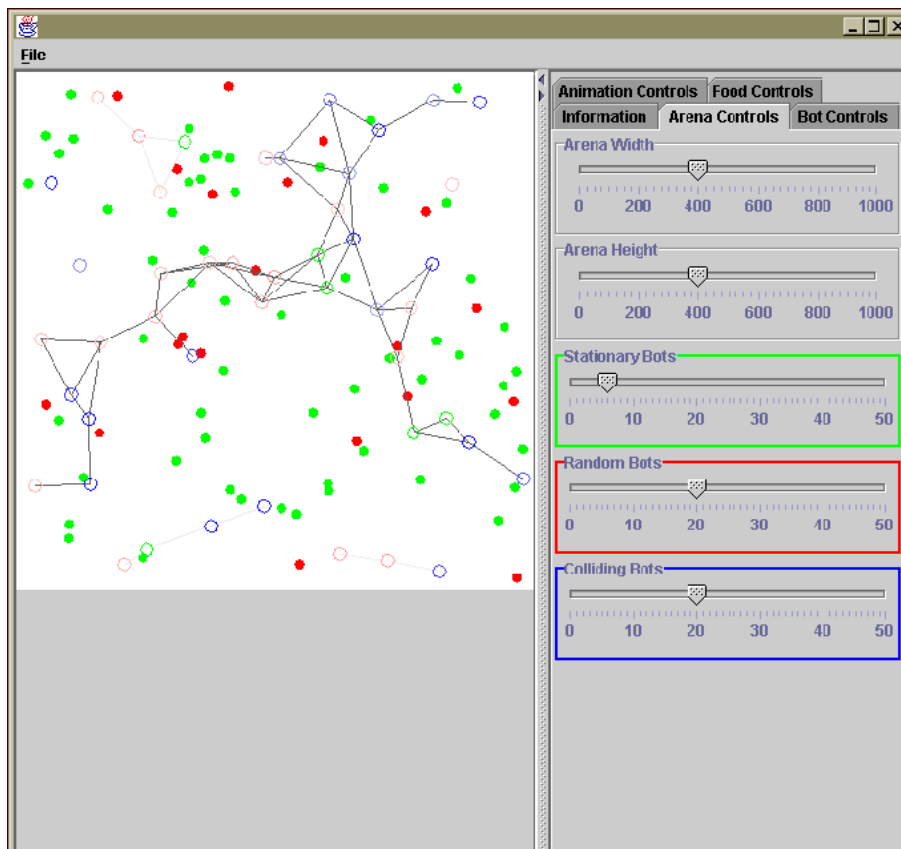 File
Animation Controls Food Controls
Information Arena Controls Bot Controls
Arena Width
0 200 400 600 800 1000
Arena Height
0 200 400 600 800 1000
Stationary Bots
0 10 20 30 40 50
Random Bots
0 10 20 30 40 50
Colliding Bots
0 10 20 30 40 50